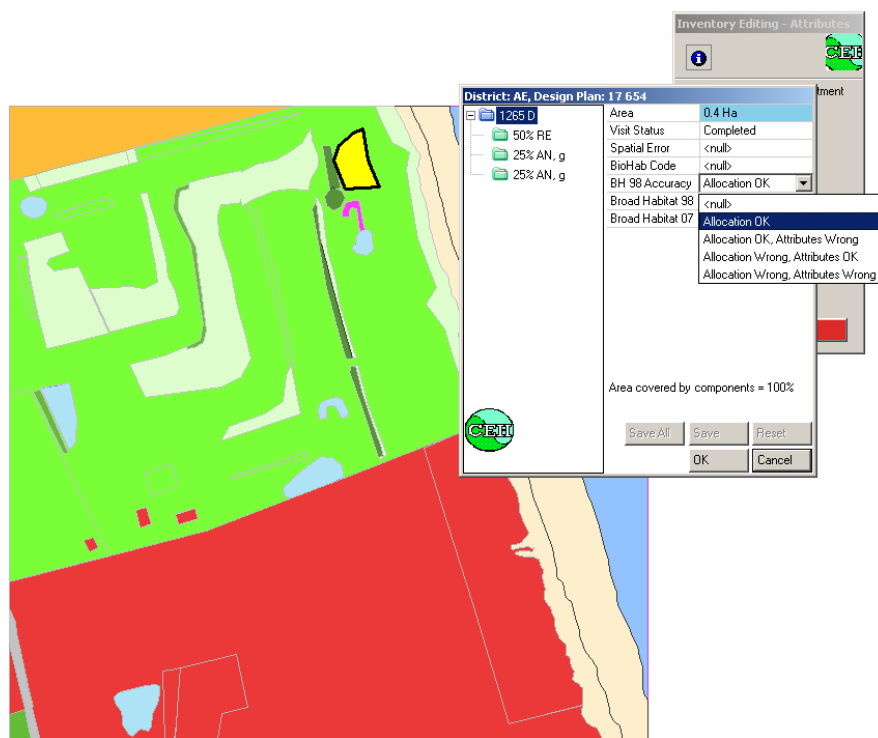 Inventory Editing - Attributes
CEH
tment
District: AE, Design Plan: 17 654
1265 D
50% RE
25% AN, g
25% AN, g
Area 0.4 Ha
Visit Status Completed
Spatial Error <null>
BioHab Code <null>
BH 98 Accuracy Allocation OK
Broad Habitat 98
Broad Habitat 07
<null>
Allocation OK
Allocation OK, Attributes Wrong
Allocation Wrong, Attributes OK
Allocation Wrong, Attributes Wrong
Area covered by components = 100%
CEH
Save All Save Reset
OK Cancel